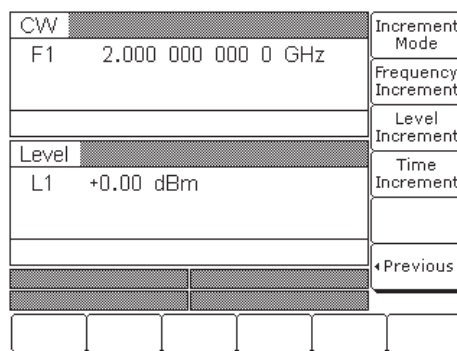 CW
F1 2.000 000 000 0 GHz
Level
L1 +0.00 dBm
Increment
Mode
Frequency
Increment
Level
Increment
Time
Increment
Previous